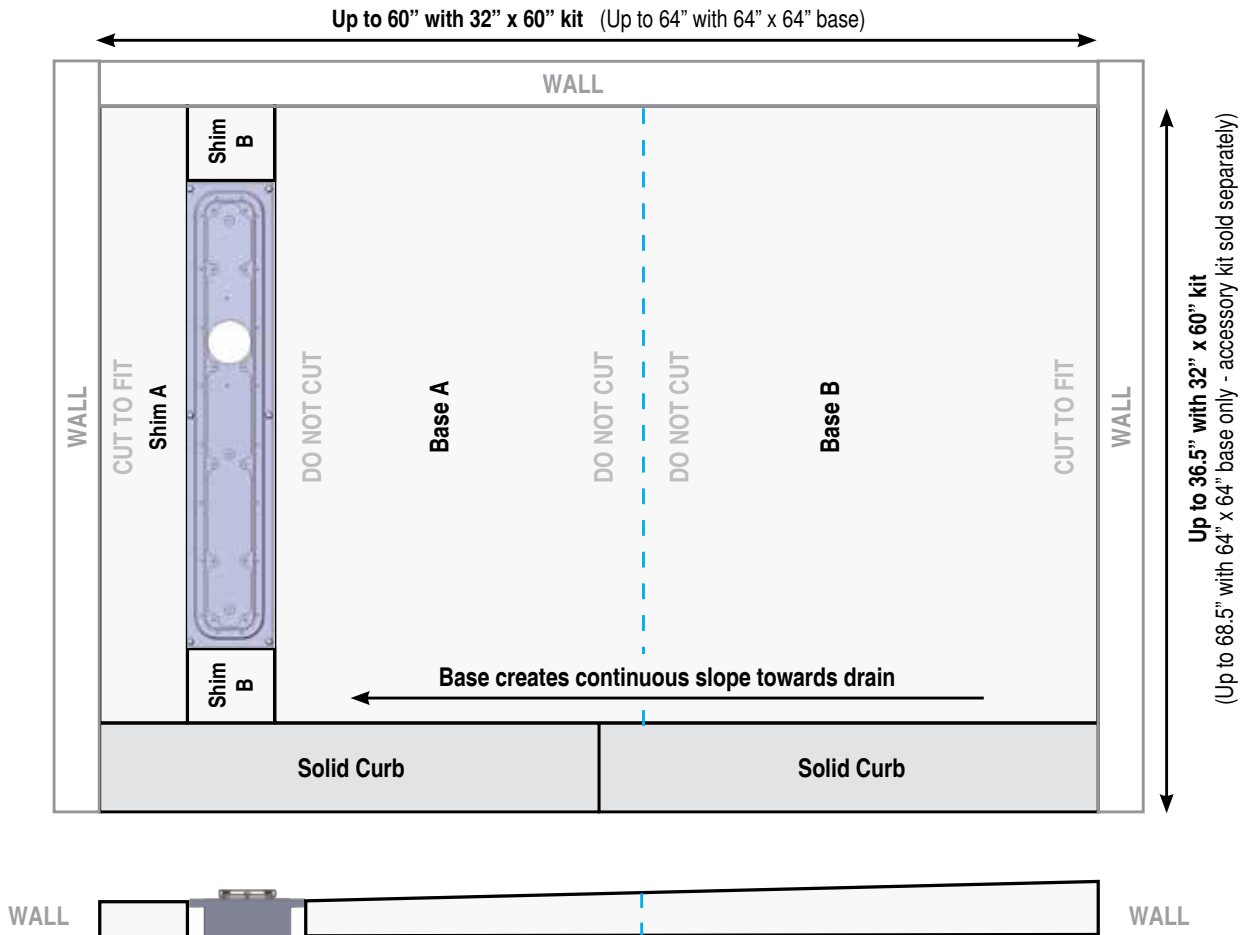 Up to 60” with 32” x 60” kit (Up to 64” with 64” x 64” base)
WALL
Shim
B
WALL
CUT TO FIT
Shim A
DO NOT CUT
Base A
DO NOT CUT
DO NOT CUT
Base B
CUT TO FIT
WALL
Up to 36.5” with 32” x 60” kit
(Up to 68.5” with 64” x 64” base only - accessory kit sold separately)
Shim
B
Base creates continuous slope towards drain
Solid Curb
Solid Curb
WALL
WALL